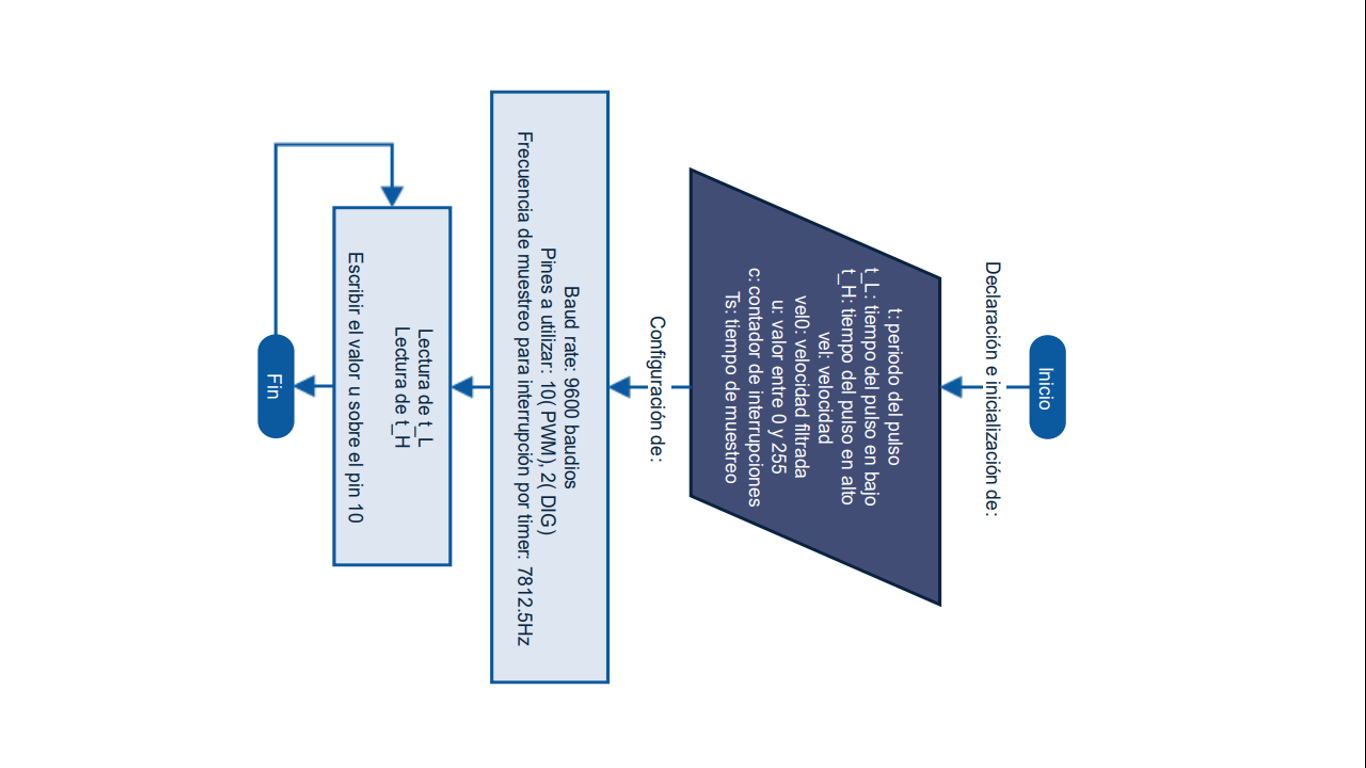 Inicio
Declaración e inicialización de:
t: periodo del pulso
t_L: tiempo del pulso en bajo
t_H: tiempo del pulso en alto
vel: velocidad
vel0: velocidad filtrada
u: valor entre 0 y 255
c: contador de interrupciones
Ts: tiempo de muestreo
Configuración de:
Baud rate: 9600 baudios
Pines a utilizar: 10( PWM), 2( DIG)
Frecuencia de muestreo para interrupción por timer: 7812.5Hz
Lectura de t_L
Lectura de t_H
Escribir el valor u sobre el pin 10
Fin